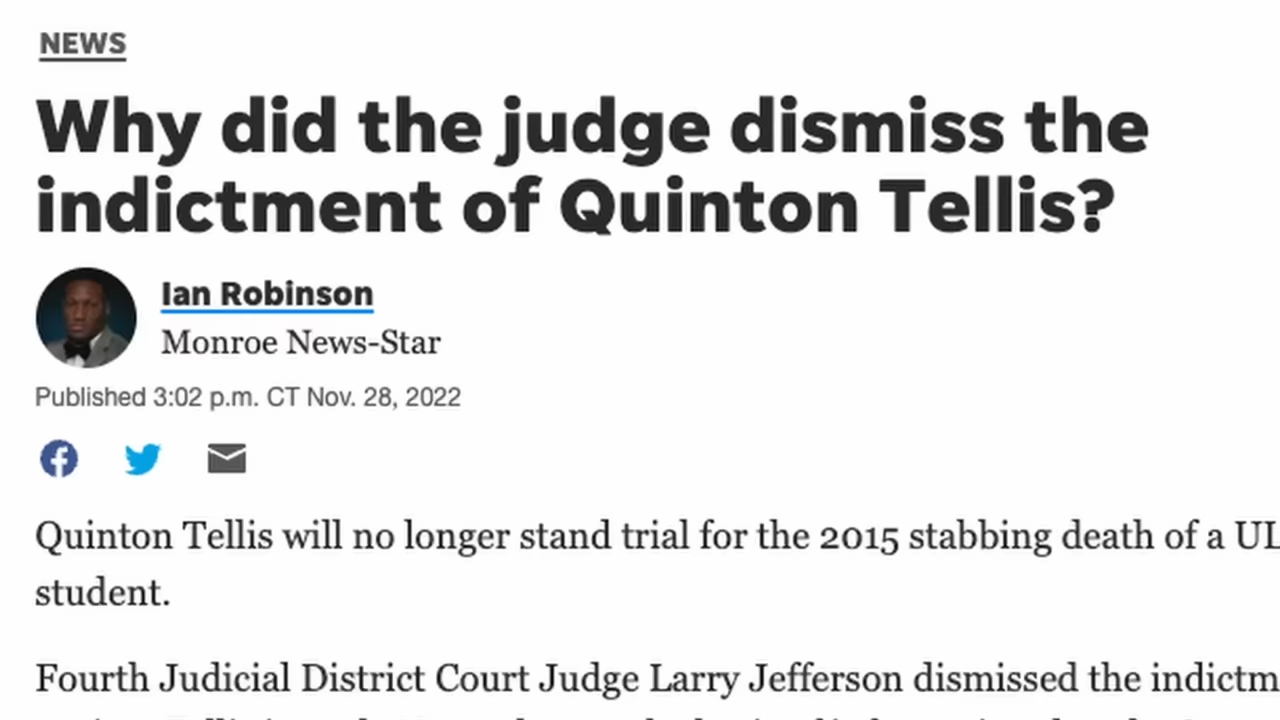 NEWS
Why did the judge dismiss the
indictment of Quinton Tellis?
Ian Robinson
Monroe News-Star
Published 3:02 p.m. CT Nov. 28, 2022
Quinton Tellis will no longer stand trial for the 2015 stabbing death of a UL
student.
Fourth Judicial District Court Judge Larry Jefferson dismissed the indictm